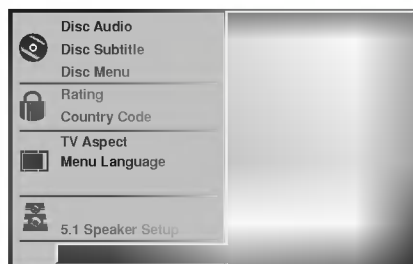 Disc Audio
Disc Subtitle
Disc Menu
Rating
Country Code
TV Aspect
Menu Language
5.1 Speaker Setup